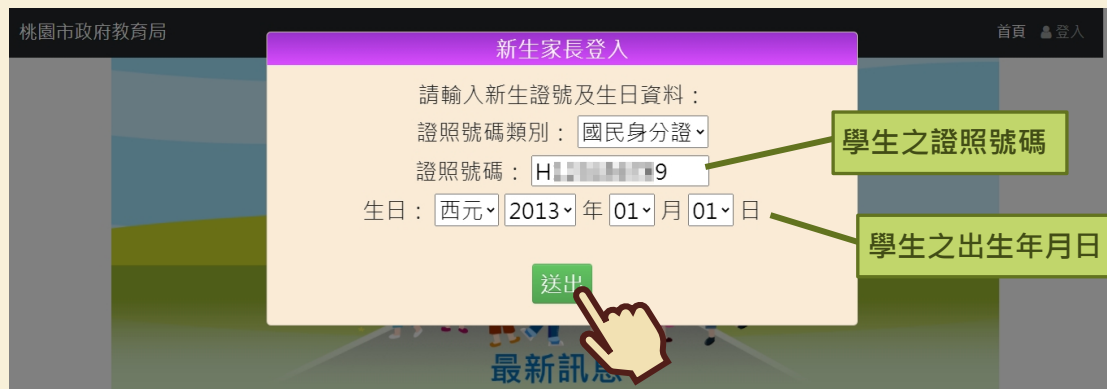 桃園市政府教育局
首頁 登入
新生家長登入
請輸入新生證號及生日資料：
證照號碼類別： 國民身分證
學生之證照號碼
證照號碼： H 9
生日： 西元 2013 年 01 月 01 日
學生之出生年月日
送出
最新訊息